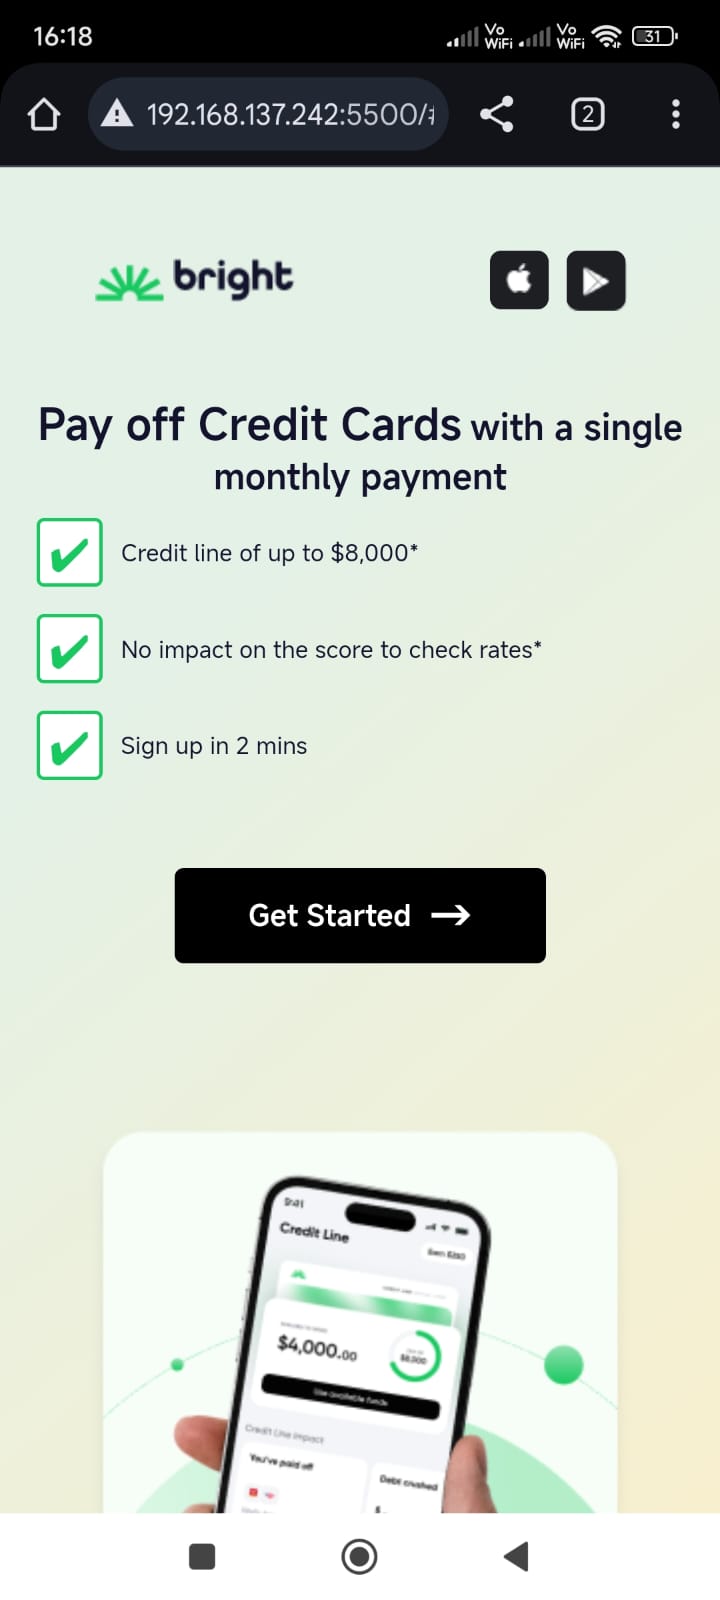 16:18
Vo
WiFi
Vo
WiFi
31
192.168.137.242:5500/#
2
bright
Pay off Credit Cards with a single
monthly payment
✔ Credit line of up to $8,000*
✔ No impact on the score to check rates*
✔ Sign up in 2 mins
Get Started →
9:41
Credit Line
$4,000.00
$8,000
Use available funds
Credit Line Impact
You've paid off
Debt crushed